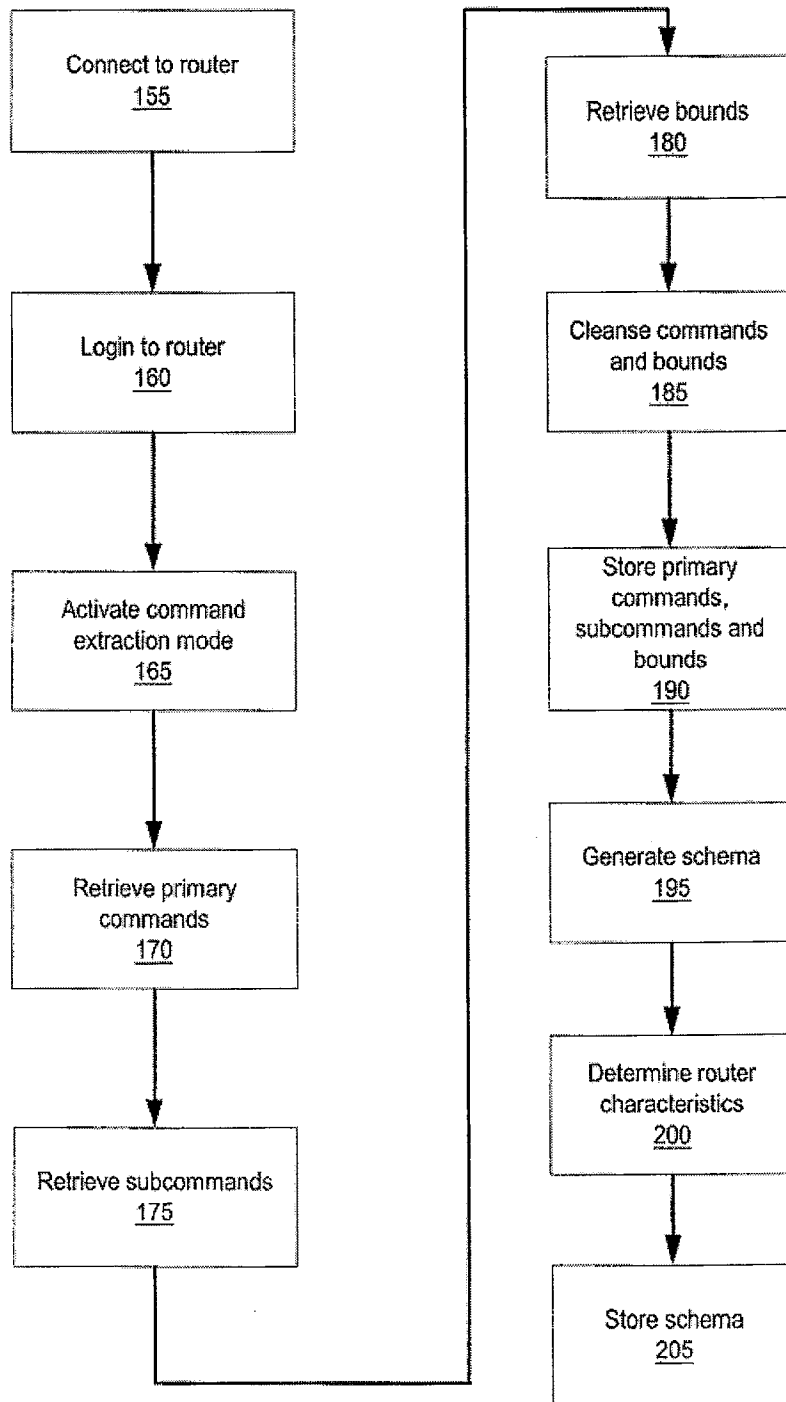 Connect to router
155
Login to router
160
Activate command
extraction mode
165
Retrieve primary
commands
170
Retrieve subcommands
175
Retrieve bounds
180
Cleanse commands
and bounds
185
Store primary
commands,
subcommands and
bounds
190
Generate schema
195
Determine router
characteristics
200
Store schema
205